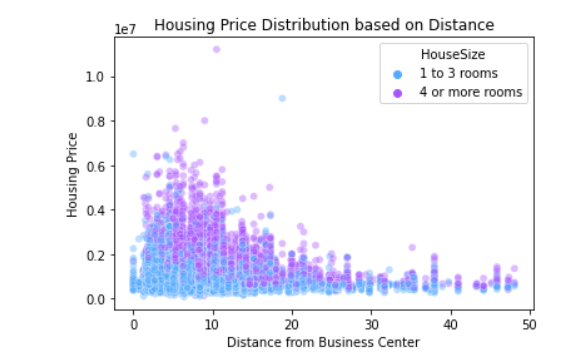 Housing Price Distribution based on Distance
1e7
HouseSize
1 to 3 rooms
4 or more rooms
1.0
0.8
0.6
0.4
0.2
0.0
Housing Price
0 10 20 30 40 50
Distance from Business Center